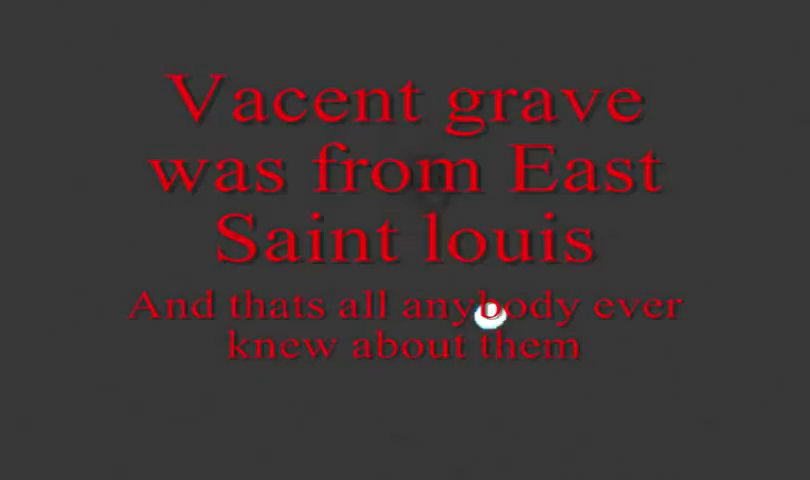 Vacent grave
was from East
Saint louis
And thats all anybody ever
knew about them